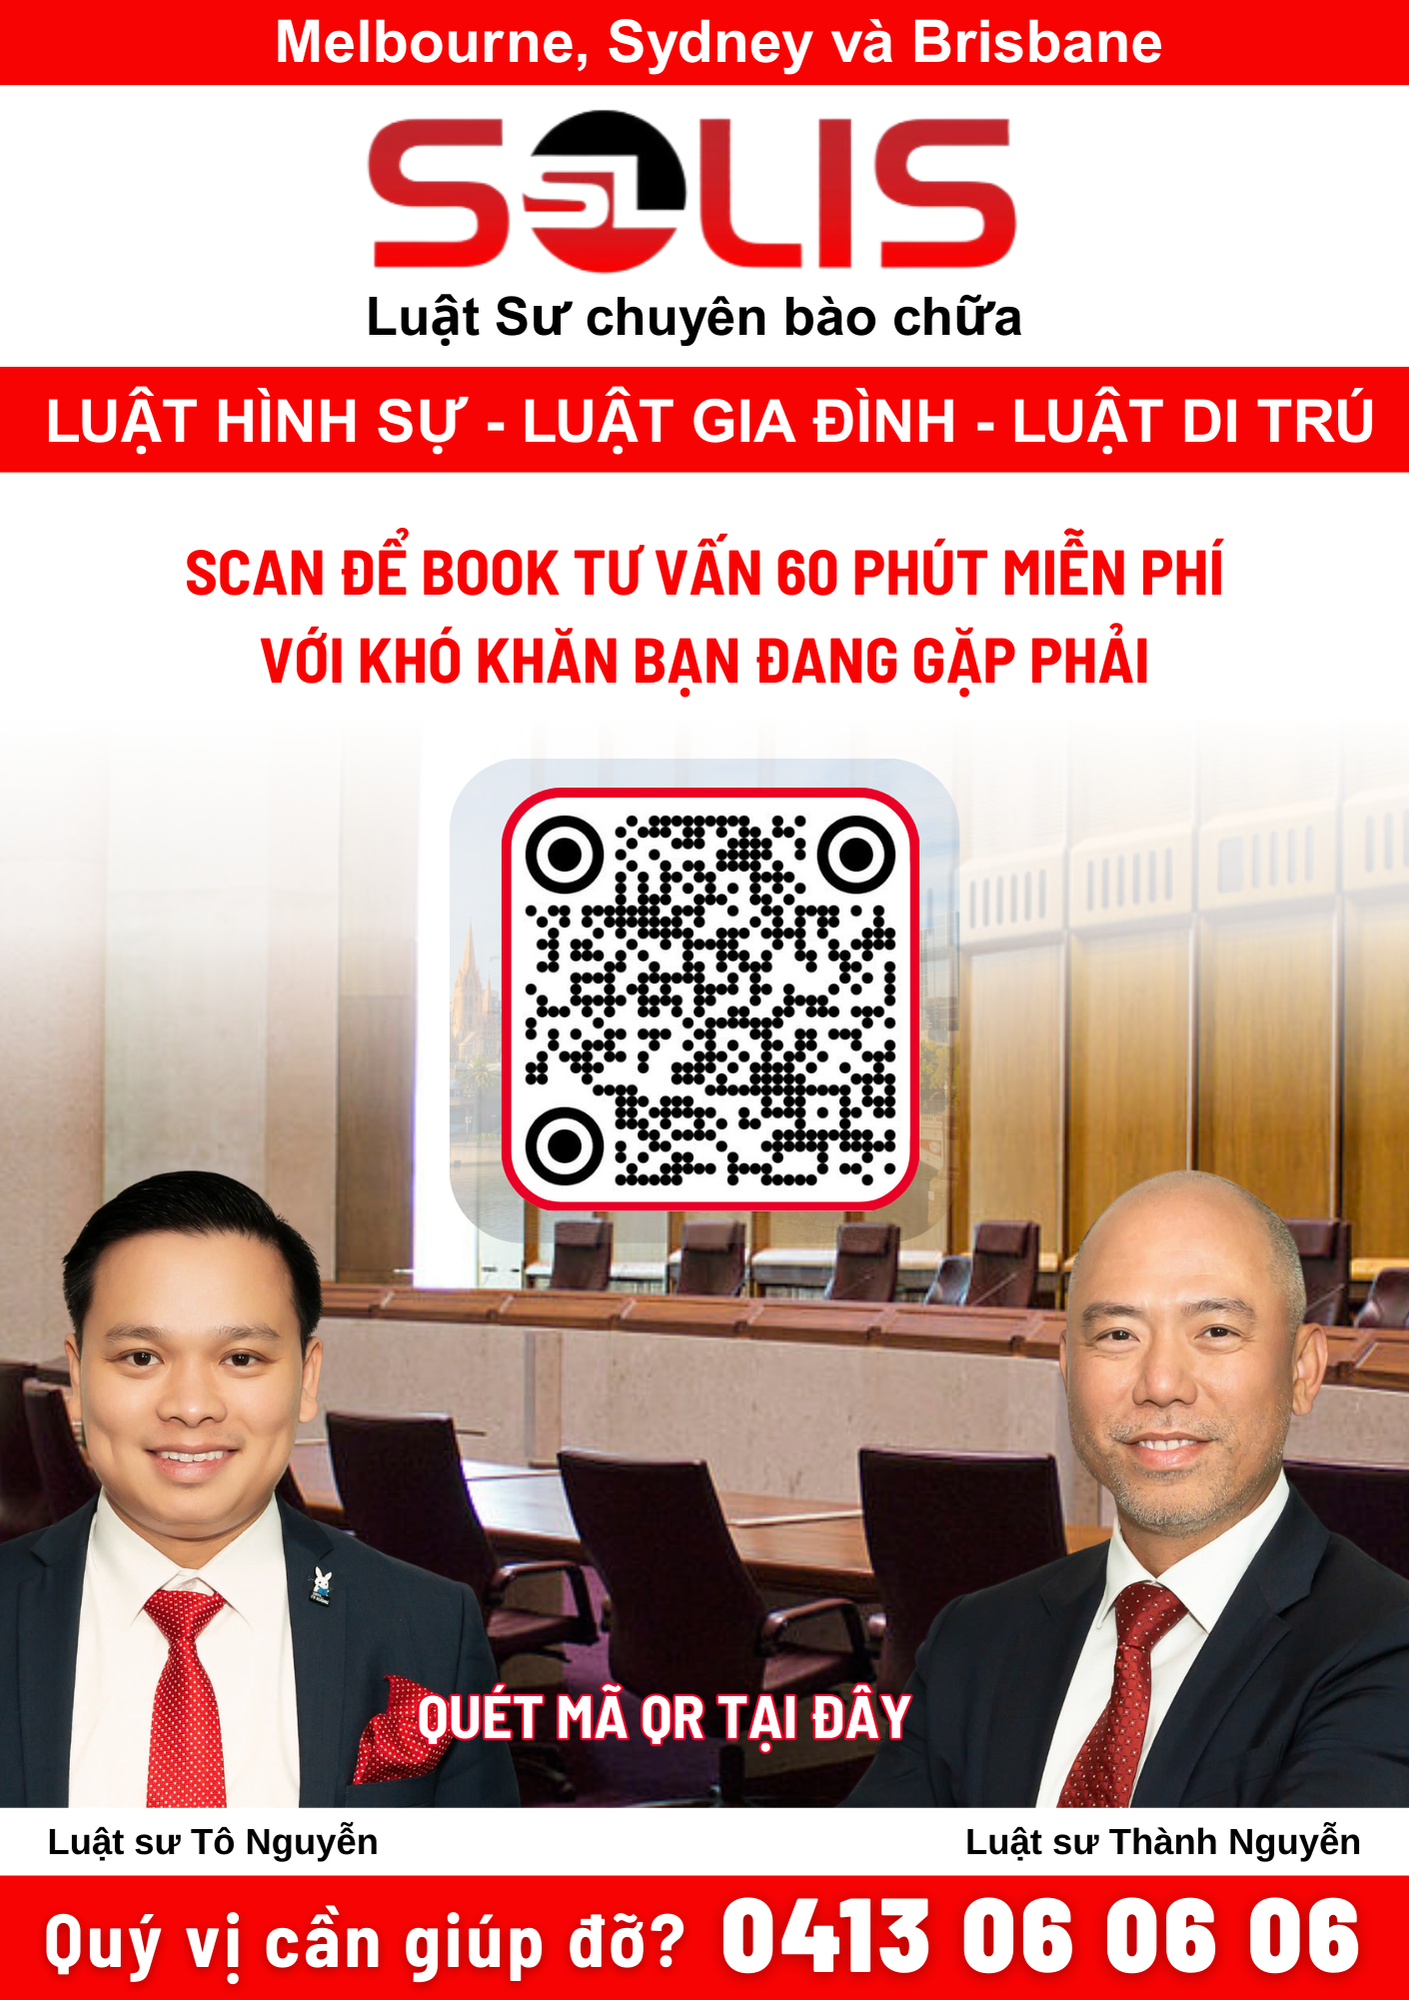 Melbourne, Sydney và Brisbane
SOLIS
SL
Luật Sư chuyên bào chữa
LUẬT HÌNH SỰ - LUẬT GIA ĐÌNH - LUẬT DI TRÚ
SCAN ĐỂ BOOK TƯ VẤN 60 PHÚT MIỄN PHÍ
VỚI KHÓ KHĂN BẠN ĐANG GẶP PHẢI
QUÉT MÃ QR TẠI ĐÂY
Luật sư Tô Nguyễn
Luật sư Thành Nguyễn
Quý vị cần giúp đỡ? 0413 06 06 06